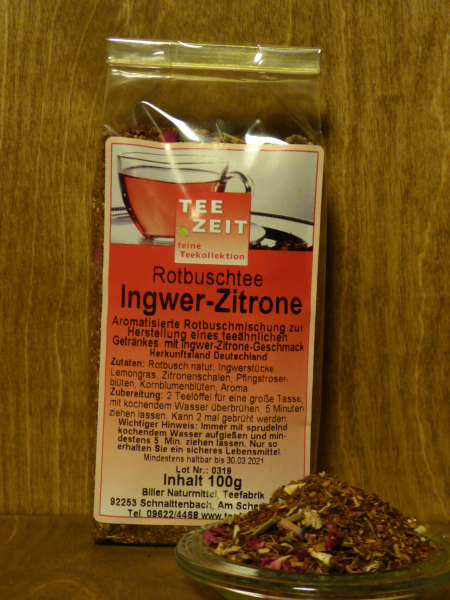 TEE
ZEIT
feine
Teekollektion
Rotbuschtee
Ingwer-Zitrone
Aromatisierte Rotbuschmischung zur
Herstellung eines teeähnlichen
Getränkes mit Ingwer-Zitrone-Geschmack
Herkunftsland Deutschland
Zutaten: Rotbusch natur, Ingwerstücke,
Lemongras, Zitronenschalen, Pfingstrosen-
blüten, Kornblumenblüten, Aroma
Zubereitung: 2 Teelöffel für eine große Tasse
mit kochendem Wasser überbrühen, 5 Minuten
ziehen lassen. Kann 2 mal gebrüht werden.
Wichtiger Hinweis: Immer mit sprudelnd
kochendem Wasser aufgießen und min-
destens 5 Min. ziehen lassen. Nur so
erhalten Sie ein sicheres Lebensmittel.
Mindestens haltbar bis 30.03.2021
Lot Nr.: 0319
Inhalt 100g
Biller Naturmittel, Teefabrik
92253 Schnaittenbach, Am
Tel. 09622/4468